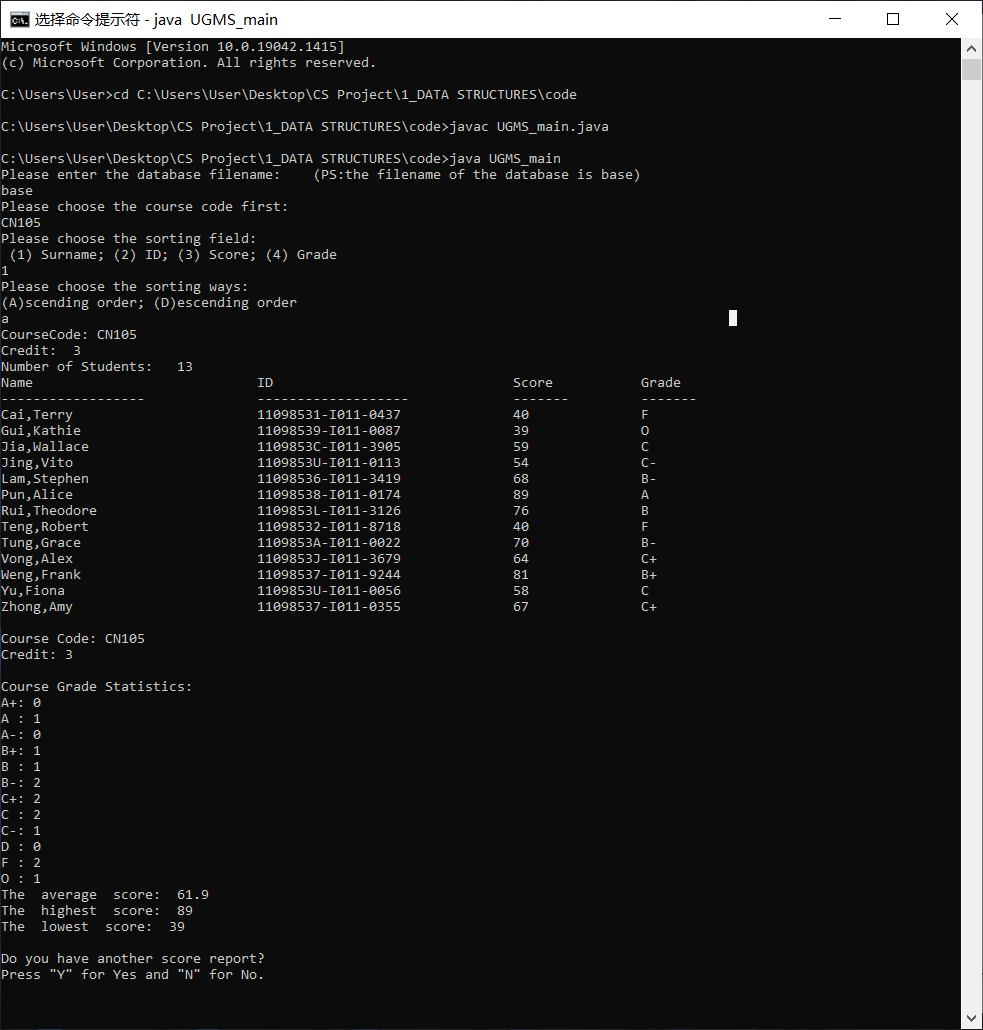 选择命令提示符 - java UGMS_main
Microsoft Windows [Version 10.0.19042.1415]
(c) Microsoft Corporation. All rights reserved.
C:\Users\User>cd C:\Users\User\Desktop\CS Project\1_DATA STRUCTURES\code
C:\Users\User\Desktop\CS Project\1_DATA STRUCTURES\code>javac UGMS_main.java
C:\Users\User\Desktop\CS Project\1_DATA STRUCTURES\code>java UGMS_main
Please enter the database filename:    (PS:the filename of the database is base)
base
Please choose the course code first:
CN105
Please choose the sorting field:
(1) Surname; (2) ID; (3) Score; (4) Grade
1
Please choose the sorting ways:
(A)scending order; (D)escending order
a
CourseCode: CN105
Credit:  3
Number of Students:   13
Name ID Score Grade
------------------ ------------------- ------- -------
Cai,Terry 11098531-I011-0437 40 F
Gui,Kathie 11098539-I011-0087 39 O
Jia,Wallace 1109853C-I011-3905 59 C
Jing,Vito 1109853U-I011-0113 54 C-
Lam,Stephen 11098536-I011-3419 68 B-
Pun,Alice 11098538-I011-0174 89 A
Rui,Theodore 1109853L-I011-3126 76 B
Teng,Robert 11098532-I011-8718 40 F
Tung,Grace 1109853A-I011-0022 70 B-
Vong,Alex 1109853J-I011-3679 64 C+
Weng,Frank 11098537-I011-9244 81 B+
Yu,Fiona 1109853U-I011-0056 58 C
Zhong,Amy 11098537-I011-0355 67 C+
Course Code: CN105
Credit: 3
Course Grade Statistics:
A+: 0
A : 1
A-: 0
B+: 1
B : 1
B-: 2
C+: 2
C : 2
C-: 1
D : 0
F : 2
O : 1
The  average  score:  61.9
The  highest  score:  89
The  lowest  score:  39
Do you have another score report?
Press "Y" for Yes and "N" for No.